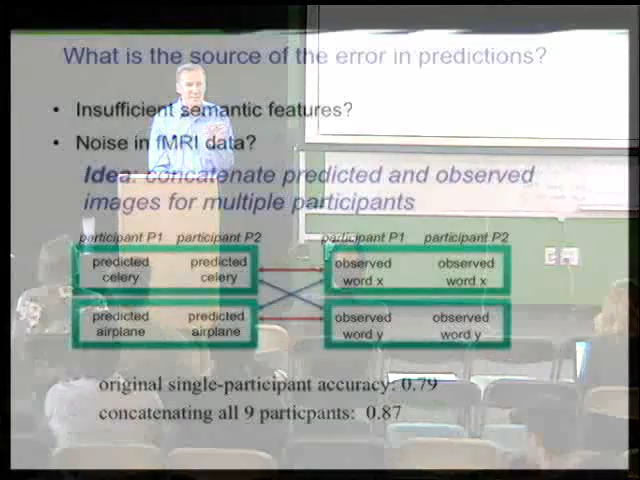 What is the source of the error in predictions?
• Insufficient semantic features?
• Noise in fMRI data?
Idea: concatenate predicted and observed
images for multiple participants
participant P1 participant P2 participant P1 participant P2
predicted celery predicted celery observed word x observed word x
predicted airplane predicted airplane observed word y observed word y
original single-participant accuracy: 0.79
concatenating all 9 particpants: 0.87